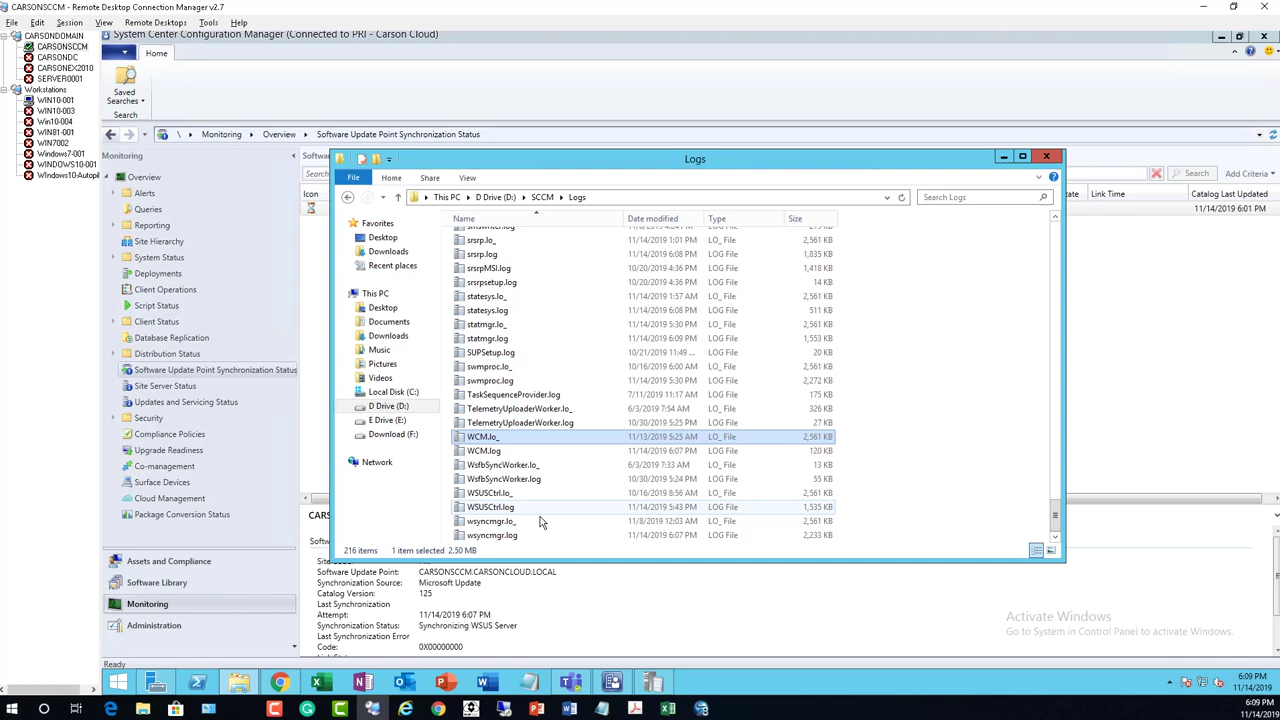 CARSONSCCM - Remote Desktop Connection Manager v2.7
File Edit Session View Remote Desktops Tools Help
CARSONDOMAIN
CARSONSCCM
CARSONDC
CARSONEX2010
SERVER0001
Workstations
WIN10-001
WIN10-003
Win10-004
WIN81-001
WIN7002
Windows7-001
WINDOWS10-001
WIndows10-Autopil
System Center Configuration Manager (Connected to PRI - Carson Cloud)
Home
Saved
Searches
Search
\ Monitoring Overview Software Update Point Synchronization Status
Monitoring
Overview
Alerts
Queries
Reporting
Site Hierarchy
System Status
Deployments
Client Operations
Script Status
Client Status
Database Replication
Distribution Status
Software Update Point Synchronization Status
Site Server Status
Updates and Servicing Status
Security
Compliance Policies
Upgrade Readiness
Co-management
Surface Devices
Cloud Management
Package Conversion Status
Assets and Compliance
Software Library
Monitoring
Administration
Ready
Softwa
Search
Search Add Criteria
Icon
tate Link Time Catalog Last Updated
11/14/2019 6:01 PM
Logs
File Home Share View
This PC D Drive (D:) SCCM Logs
Search Logs
Favorites
Desktop
Downloads
Recent places
This PC
Desktop
Documents
Downloads
Music
Pictures
Videos
Local Disk (C:)
D Drive (D:)
E Drive (E:)
Download (F:)
Network
Name Date modified Type Size
srsrp.lo_ 11/14/2019 1:01 PM LO_ File 2,561 KB
srsrp.log 11/14/2019 6:08 PM LOG File 1,835 KB
srsrpMSI.log 10/20/2019 4:36 PM LOG File 1,418 KB
srsrpsetup.log 10/20/2019 4:36 PM LOG File 14 KB
statesys.lo_ 11/14/2019 1:57 AM LO_ File 2,561 KB
statesys.log 11/14/2019 6:09 PM LOG File 511 KB
statmgr.lo_ 11/14/2019 5:30 PM LO_ File 2,561 KB
statmgr.log 11/14/2019 6:09 PM LOG File 1,553 KB
SUPSetup.log 10/21/2019 11:49 ... LOG File 20 KB
swmproc.lo_ 10/16/2019 6:00 AM LO_ File 2,561 KB
swmproc.log 11/14/2019 5:30 PM LOG File 2,272 KB
TaskSequenceProvider.log 7/11/2019 11:17 AM LOG File 175 KB
TelemetryUploaderWorker.lo_ 6/3/2019 7:54 AM LO_ File 326 KB
TelemetryUploaderWorker.log 10/30/2019 5:25 PM LOG File 27 KB
WCM.lo_ 11/13/2019 5:25 AM LO_ File 2,561 KB
WCM.log 11/14/2019 6:07 PM LOG File 120 KB
WsfbSyncWorker.lo_ 6/3/2019 7:33 AM LO_ File 13 KB
WsfbSyncWorker.log 10/30/2019 5:24 PM LOG File 17 KB
WSUSCtrl.lo_ 10/16/2019 8:56 AM LO_ File 2,561 KB
WSUSCtrl.log 11/14/2019 5:43 PM LOG File 1,535 KB
wsyncmgr.lo_ 11/8/2019 12:03 AM LO_ File 2,561 KB
wsyncmgr.log 11/14/2019 6:07 PM LOG File 2,233 KB
216 items 1 item selected 2.50 MB
CARS
Softwa
Software Update Point: CARSONSCCM.CARSONCLOUD.LOCAL
Synchronization Source: Microsoft Update
Catalog Version: 125
Last Synchronization
Attempt: 11/14/2019 6:07 PM
Synchronization Status: Synchronizing WSUS Server
Last Synchronization Error
Code: 0X00000000
Activate Windows
Go to System in Control Panel to activate Windows.
6:09 PM
11/14/2019
6:09 PM
11/14/2019